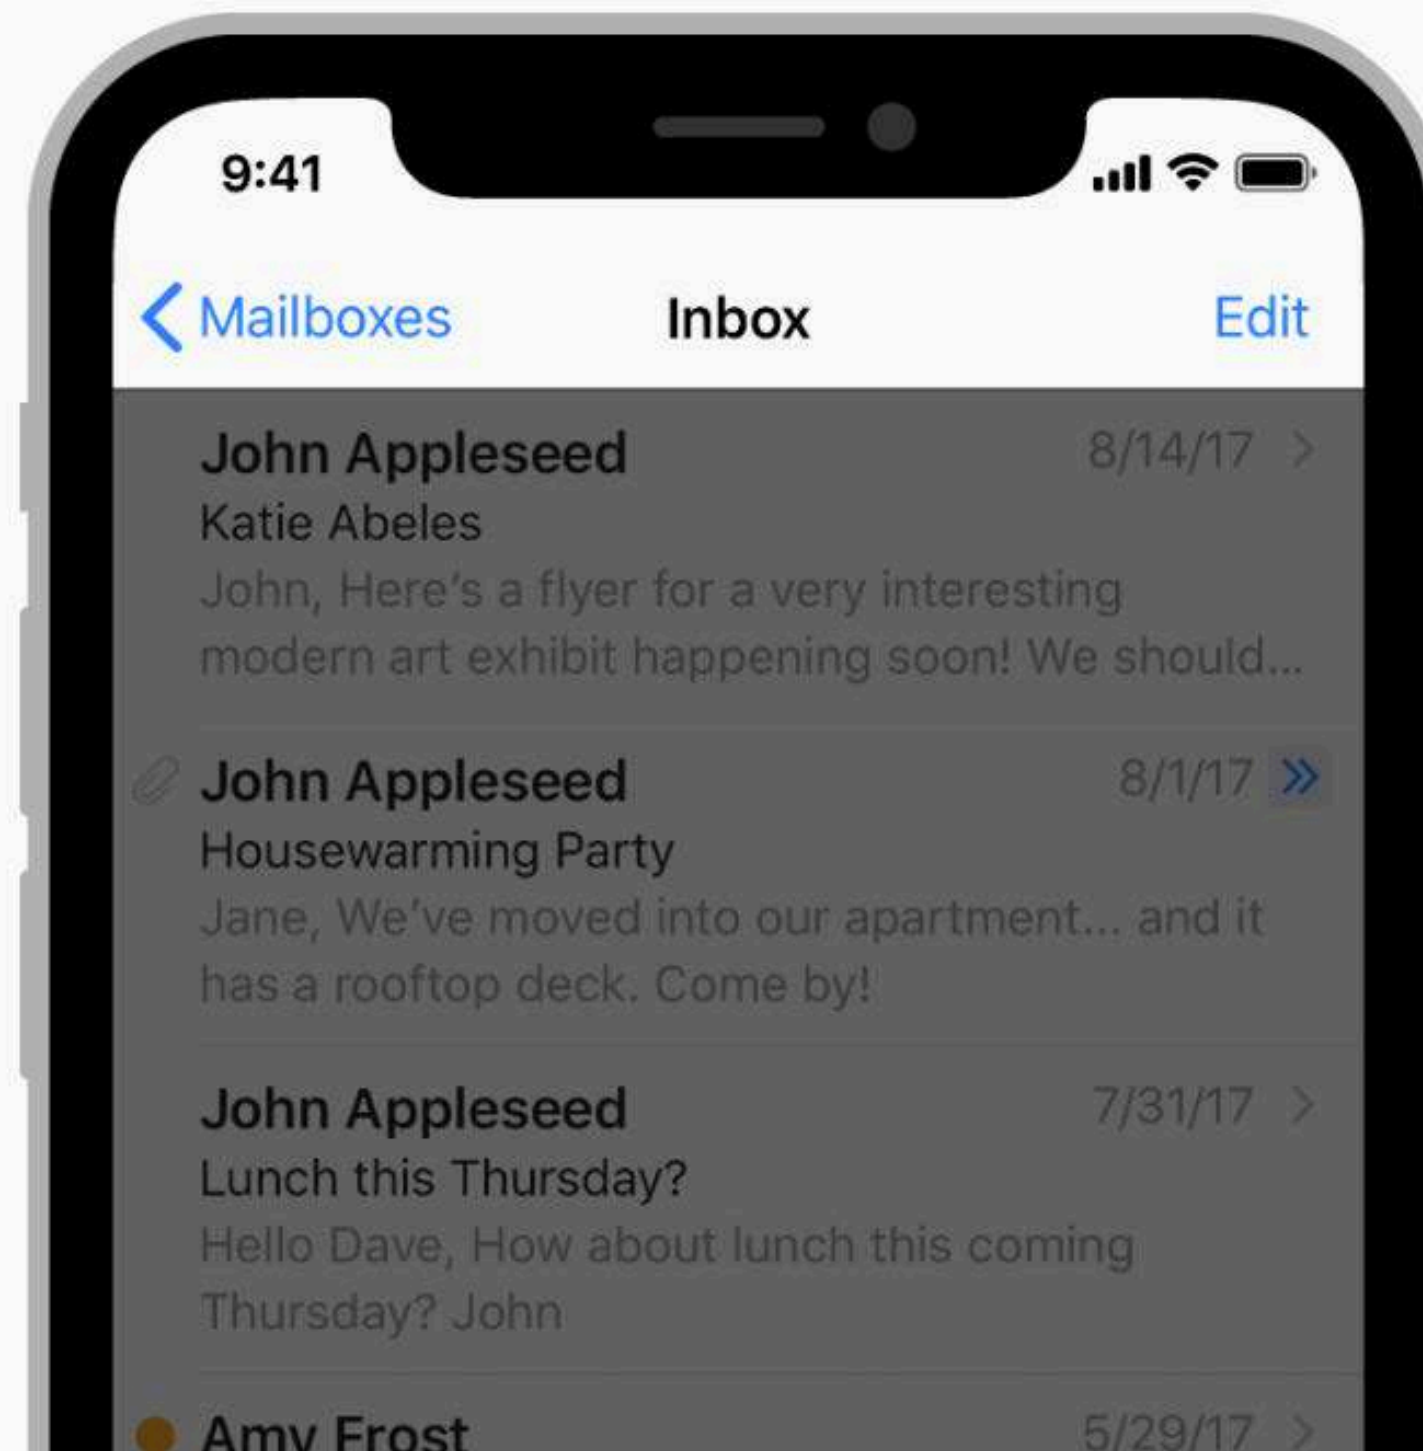 9:41
Mailboxes Inbox Edit
John Appleseed 8/14/17
Katie Abeles
John, Here’s a flyer for a very interesting
modern art exhibit happening soon! We should...
John Appleseed 8/1/17
Housewarming Party
Jane, We’ve moved into our apartment... and it
has a rooftop deck. Come by!
John Appleseed 7/31/17
Lunch this Thursday?
Hello Dave, How about lunch this coming
Thursday? John
Amy Frost 5/29/17